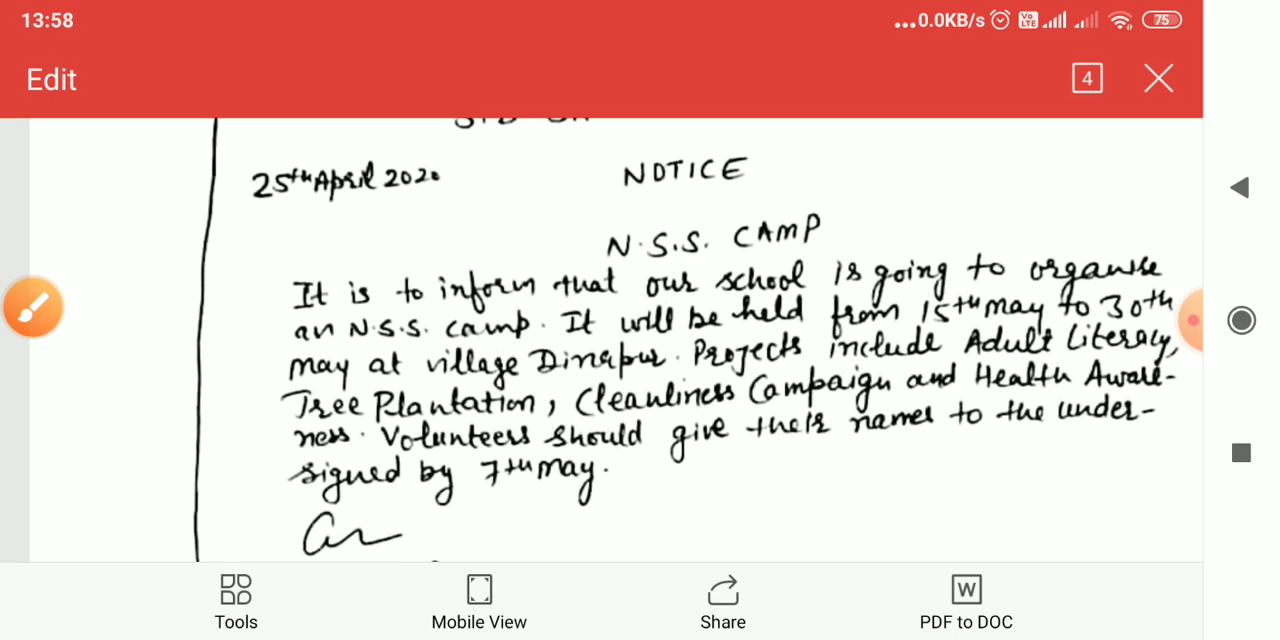 13:58
...0.0KB/s Vo LTE 75
Edit
4
25th April 2020
NOTICE
N.S.S. CAMP
It is to inform that our school is going to organise
an N.S.S. camp. It will be held from 15th may to 30th
may at village Dinapur. Projects include Adult Literacy,
Tree Plantation, Cleanliness Campaign and Health Aware-
ness. Volunteers should give their names to the under-
signed by 7th may.
W
Tools
Mobile View
Share
PDF to DOC